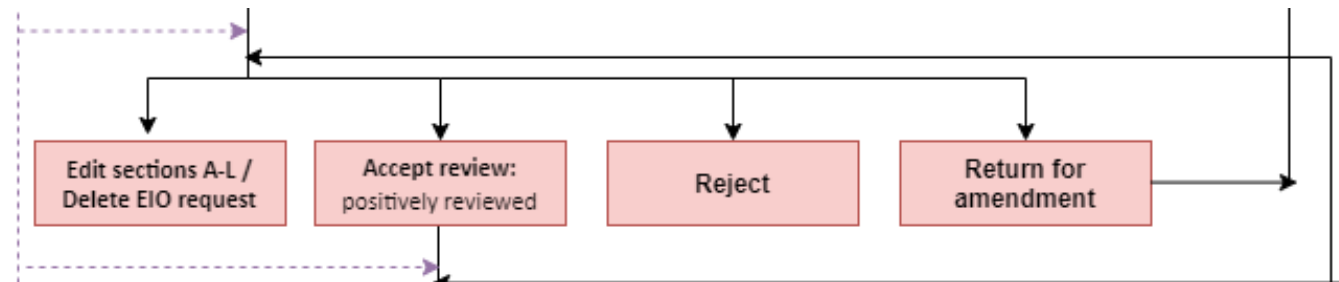 Edit sections A-L /
Delete EIO request
Accept review:
positively reviewed
Reject
Return for
amendment